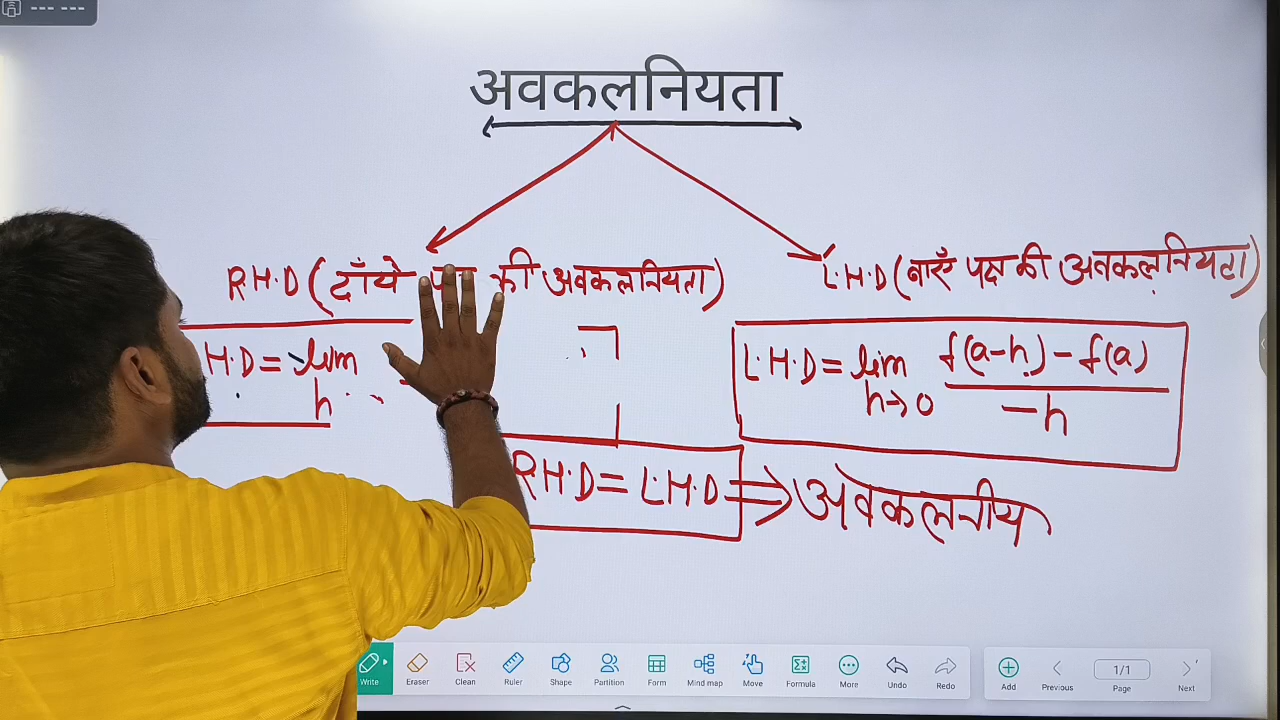 --- ---
अवकलनियता
R.H.D (दाँये की अवकलनियता)
L.H.D (बाएँ पक्ष की अवकलनियता)
H.D = lim
h
L.H.D = lim f(a-h) - f(a)
h→0 -h
R.H.D = L.H.D ⇒ अवकलनीय
Write Eraser Clean Ruler Shape Partition Form Mind map Move Formula More Undo Redo
Add Previous 1/1 Page Next